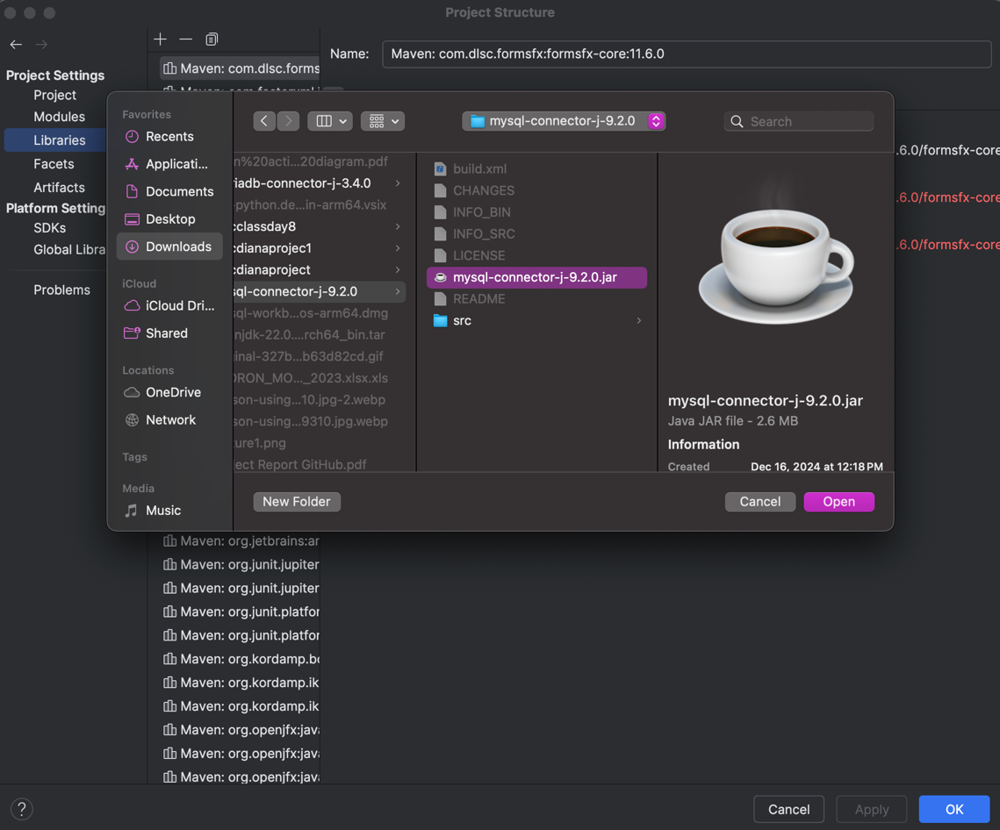 Project Structure
Name:
Maven: com.dlsc.formsfx:formsfx-core:11.6.0
Project Settings
Project
Modules
Libraries
Facets
Artifacts
Platform Setting
SDKs
Global Libra
Problems
Maven: com.dlsc.forms
.6.0/formsfx-core
.6.0/formsfx-core
.6.0/formsfx-core
Favorites
Recents
Applicati...
Documents
Desktop
Downloads
iCloud
iCloud Dri...
Shared
Locations
OneDrive
Network
Tags
Media
Music
mysql-connector-j-9.2.0
Search
n%20acti...20diagram.pdf
iadb-connector-j-3.4.0
-python.de...in-arm64.vsix
cclassday8
cdianaprojec1
cdianaproject
sql-connector-j-9.2.0
sql-workb...os-arm64.dmg
njdk-22.0....rch64_bin.tar
inal-327b...b63d82cd.gif
DRON_MO..._2023.xlsx.xls
son-using...10.jpg-2.webp
son-using...9310.jpg.webp
ture1.png
ect Report GitHub.pdf
build.xml
CHANGES
INFO_BIN
INFO_SRC
LICENSE
mysql-connector-j-9.2.0.jar
README
src
mysql-connector-j-9.2.0.jar
Java JAR file - 2.6 MB
Information
Created Dec 16, 2024 at 12:18 PM
New Folder
Cancel
Open
Maven: org.jetbrains:ar
Maven: org.junit.jupiter
Maven: org.junit.jupiter
Maven: org.junit.platfor
Maven: org.junit.platfor
Maven: org.kordamp.bo
Maven: org.kordamp.ik
Maven: org.kordamp.ik
Maven: org.openjfx:java
Maven: org.openjfx:java
Maven: org.openjfx:java
?
Cancel
Apply
OK